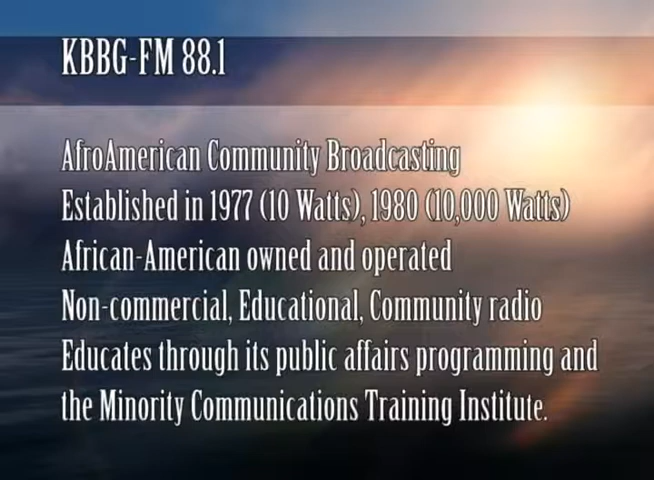 KBBG-FM 88.1
AfroAmerican Community Broadcasting
Established in 1977 (10 Watts), 1980 (10,000 Watts)
African-American owned and operated
Non-commercial, Educational, Community radio
Educates through its public affairs programming and
the Minority Communications Training Institute.